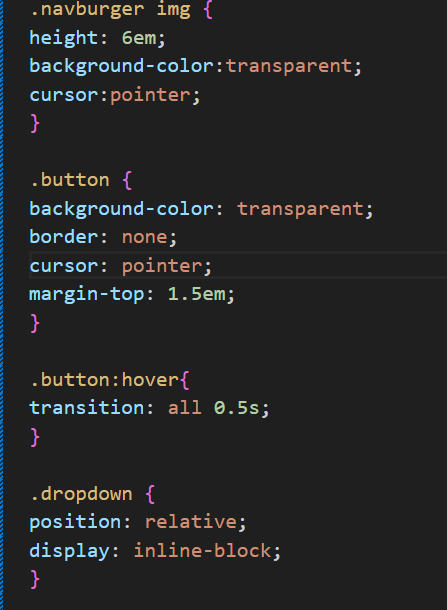 .navburger img {
height: 6em;
background-color:transparent;
cursor:pointer;
}
.button {
background-color: transparent;
border: none;
cursor: pointer;
margin-top: 1.5em;
}
.button:hover{
transition: all 0.5s;
}
.dropdown {
position: relative;
display: inline-block;
}